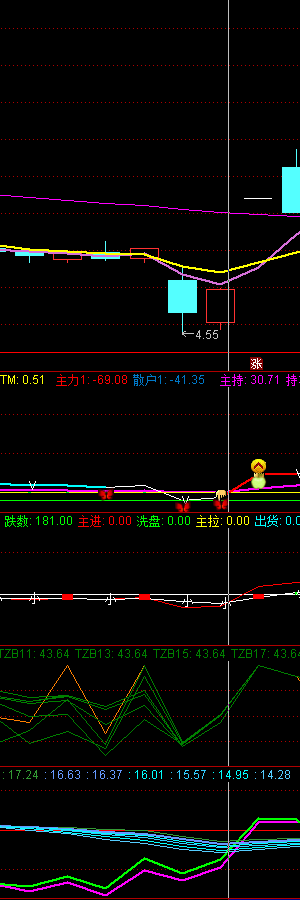 4.55
涨
TM: 0.51 主力1: -69.08 散户1: -41.35 主持: 30.71 持
跌数: 181.00 主进: 0.00 洗盘: 0.00 主拉: 0.00 出货: 0.0
TZB11: 43.64 TZB13: 43.64 TZB15: 43.64 TZB17: 43.64
: 17.24 : 16.63 : 16.37 : 16.01 : 15.57 : 14.95 : 14.28